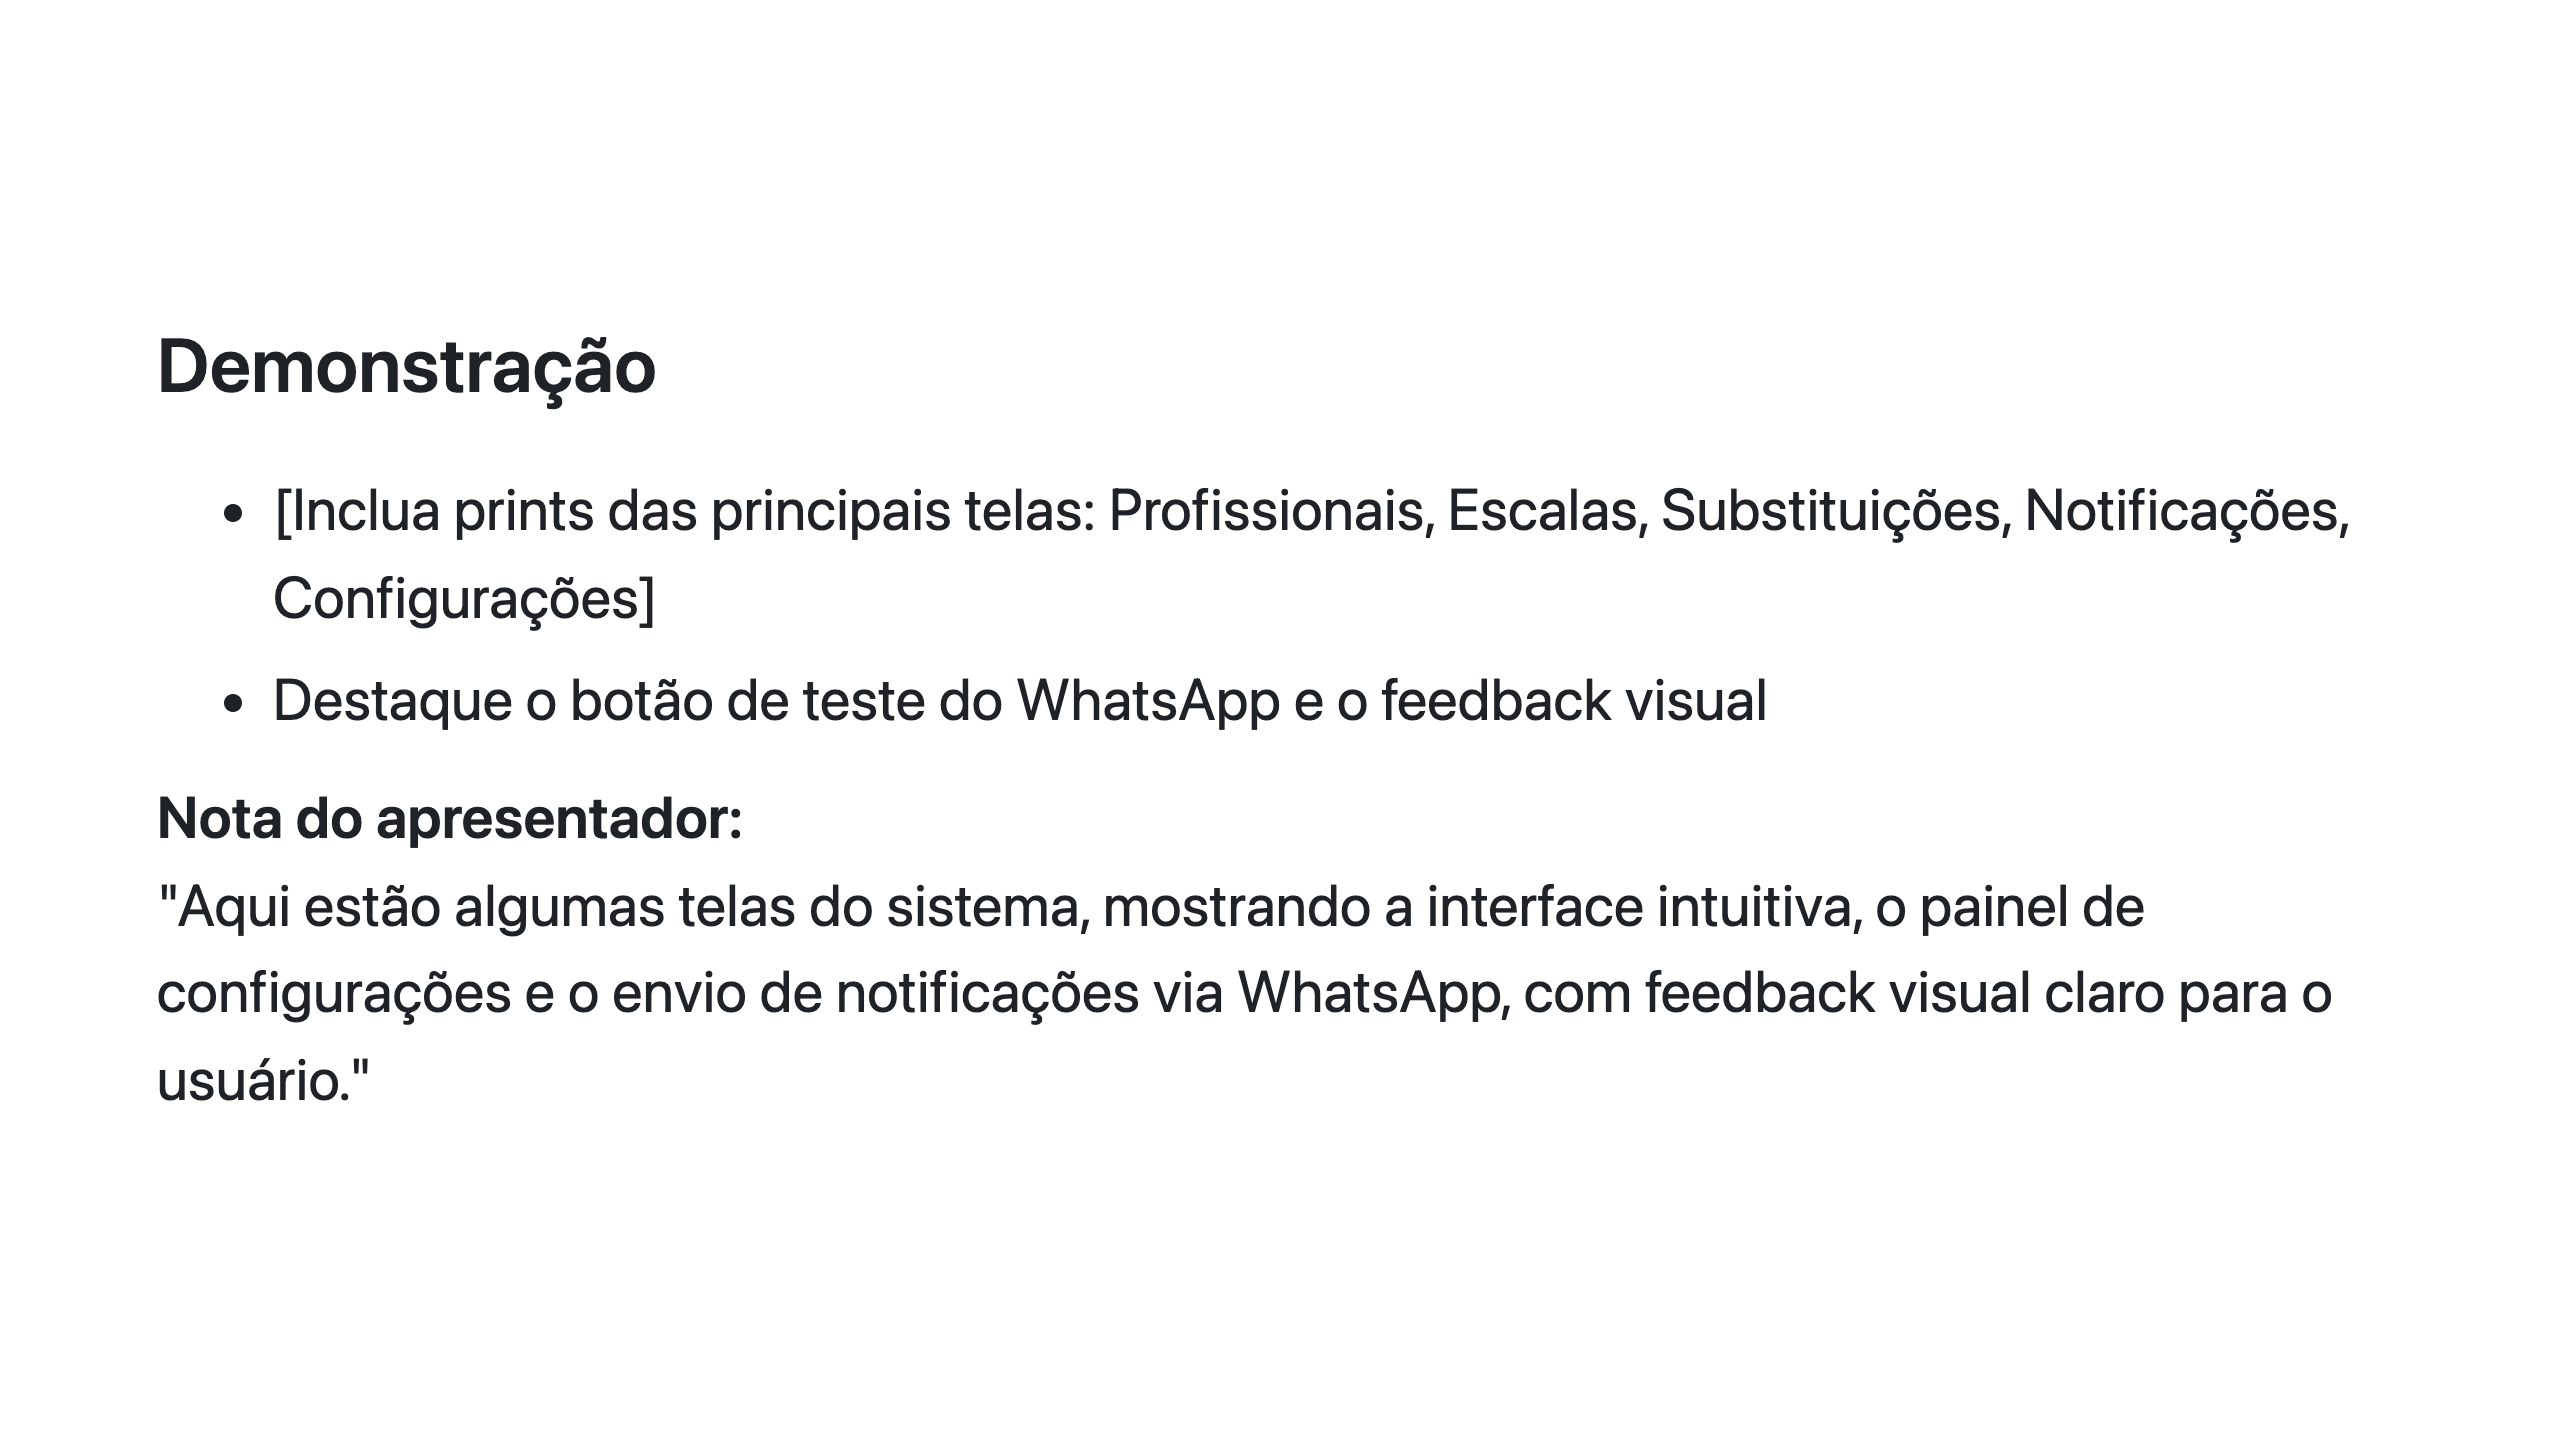 Demonstração
• [Inclua prints das principais telas: Profissionais, Escalas, Substituições, Notificações,
Configurações]
• Destaque o botão de teste do WhatsApp e o feedback visual
Nota do apresentador:
"Aqui estão algumas telas do sistema, mostrando a interface intuitiva, o painel de
configurações e o envio de notificações via WhatsApp, com feedback visual claro para o
usuário."